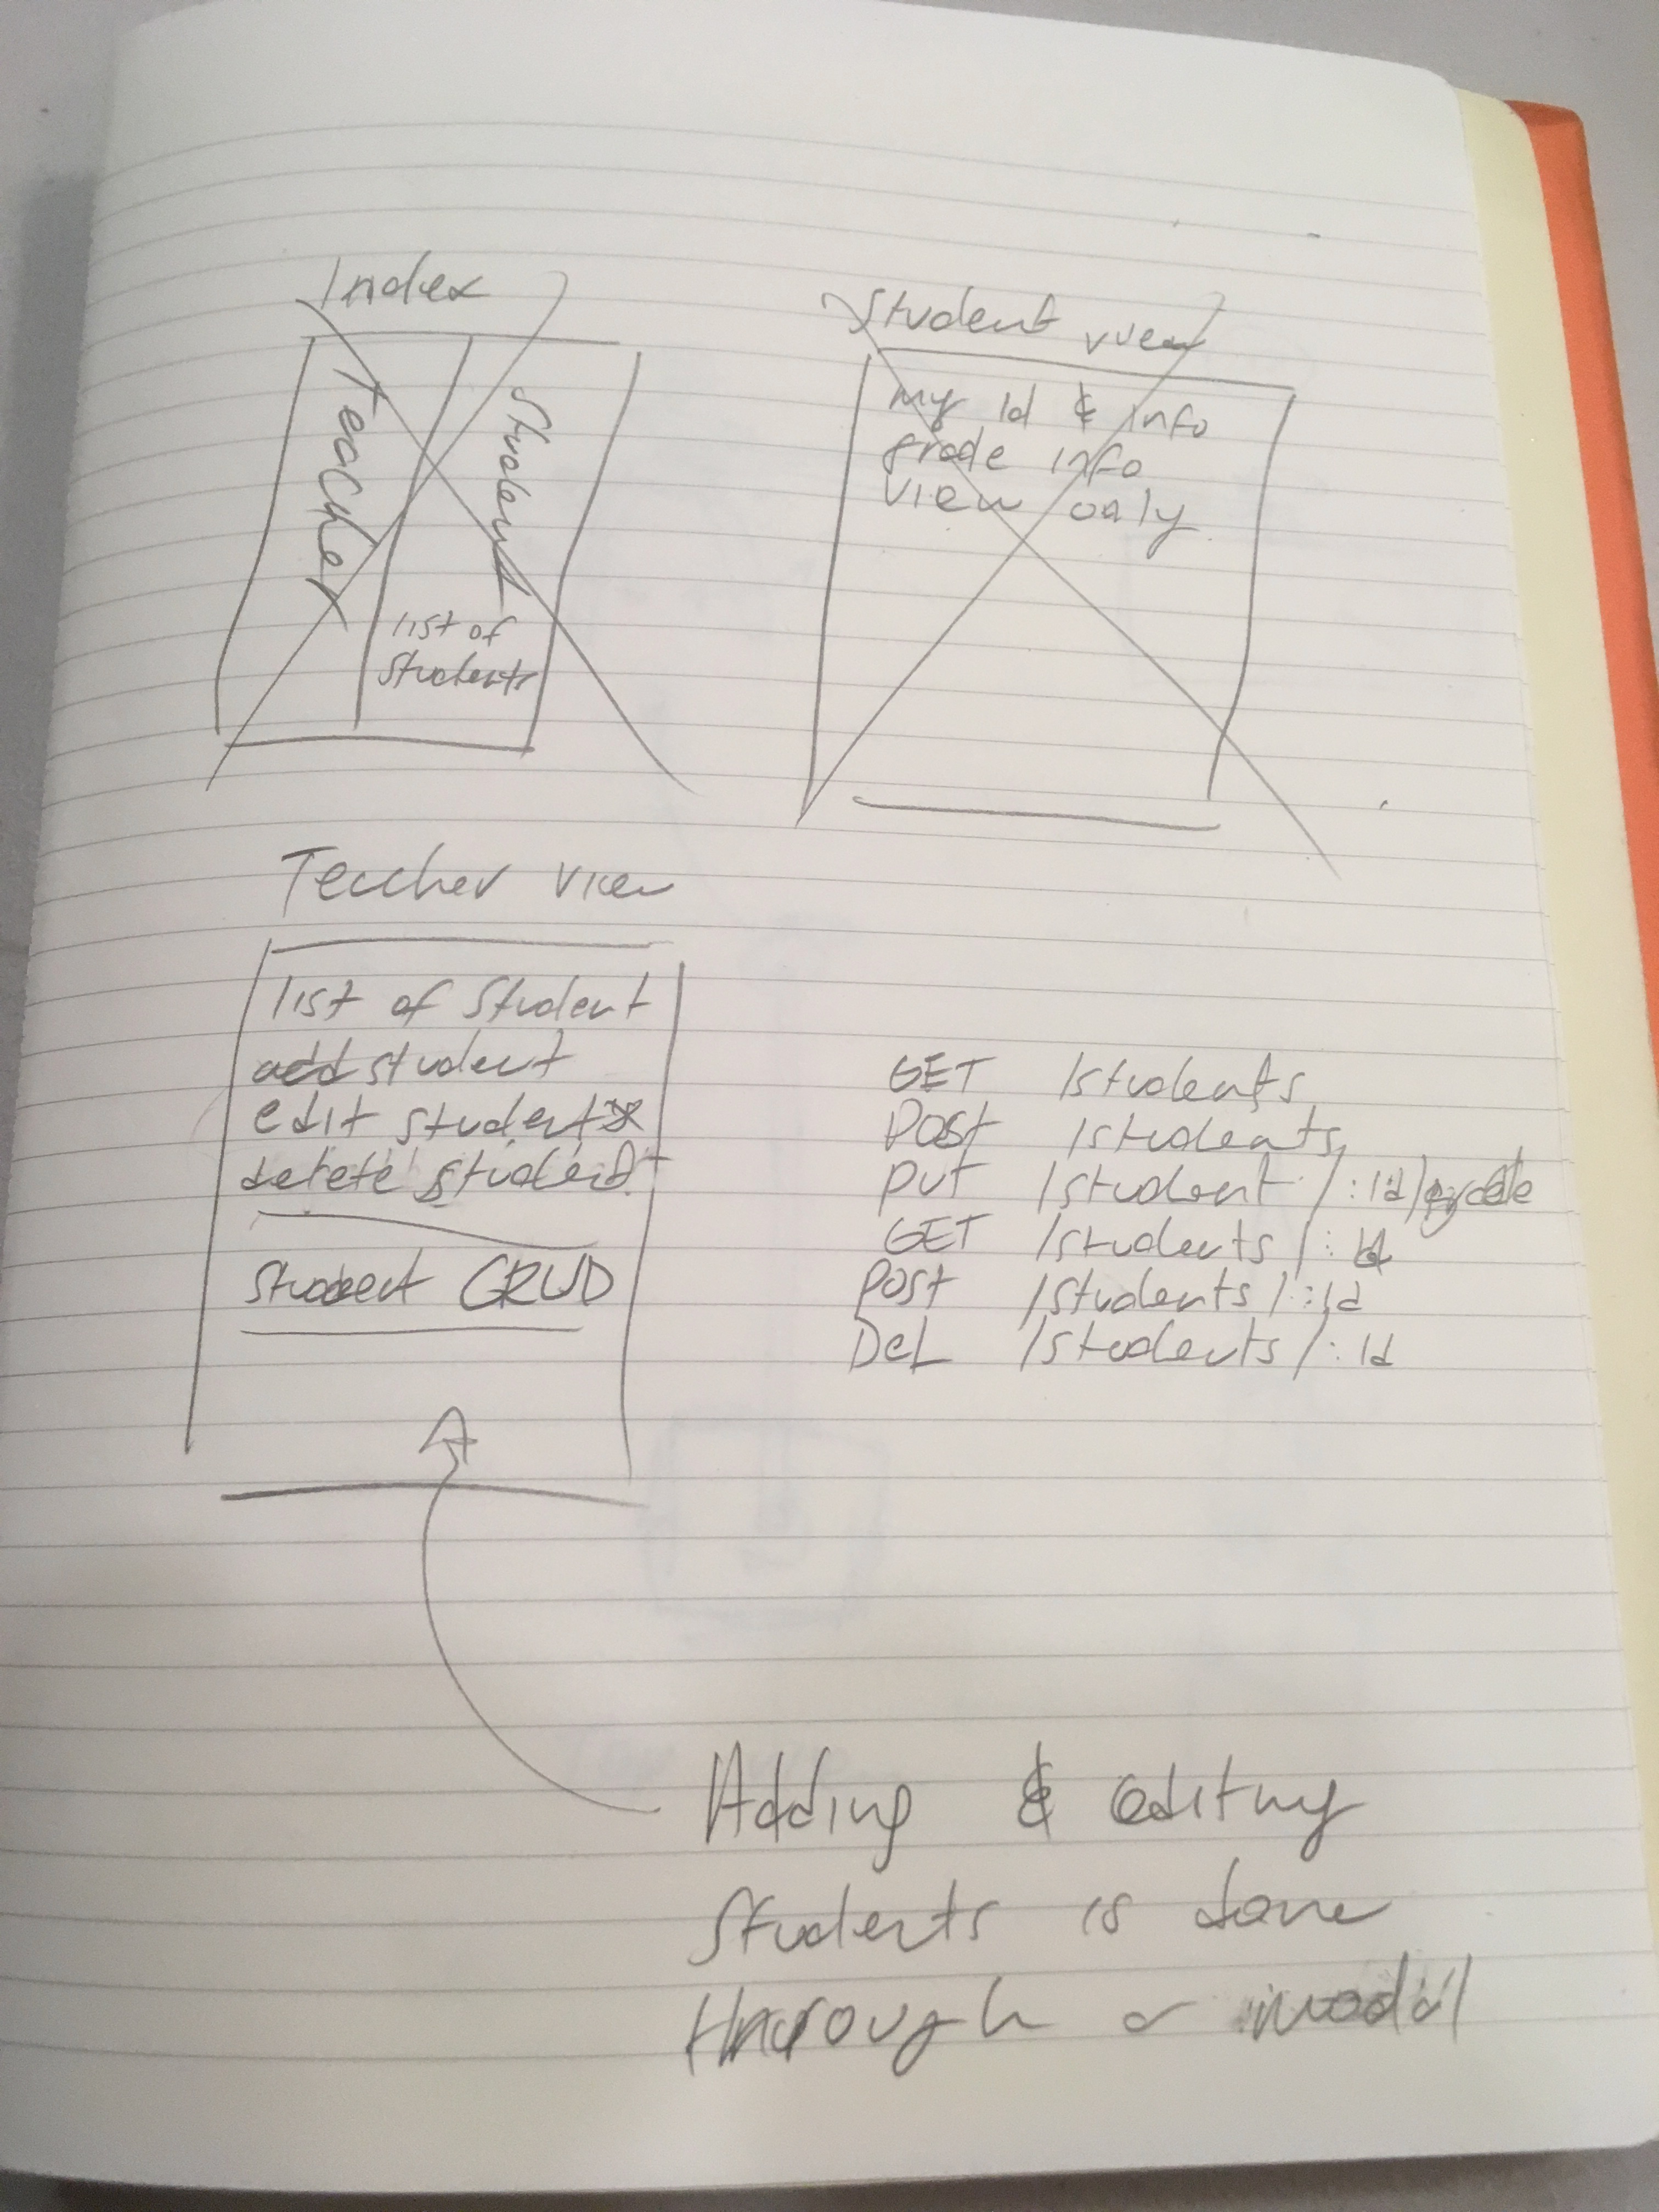 Index
Teacher
Student
list of
students
Student view
my Id & info
grade info
view only
Teacher view
list of student
add student
edit student
delete student
student CRUD
GET /students
Post /students
put /student/:id/grade
GET /students/:id
post /students/:id
Del /students/:id
Adding & editing
students is done
through a modal